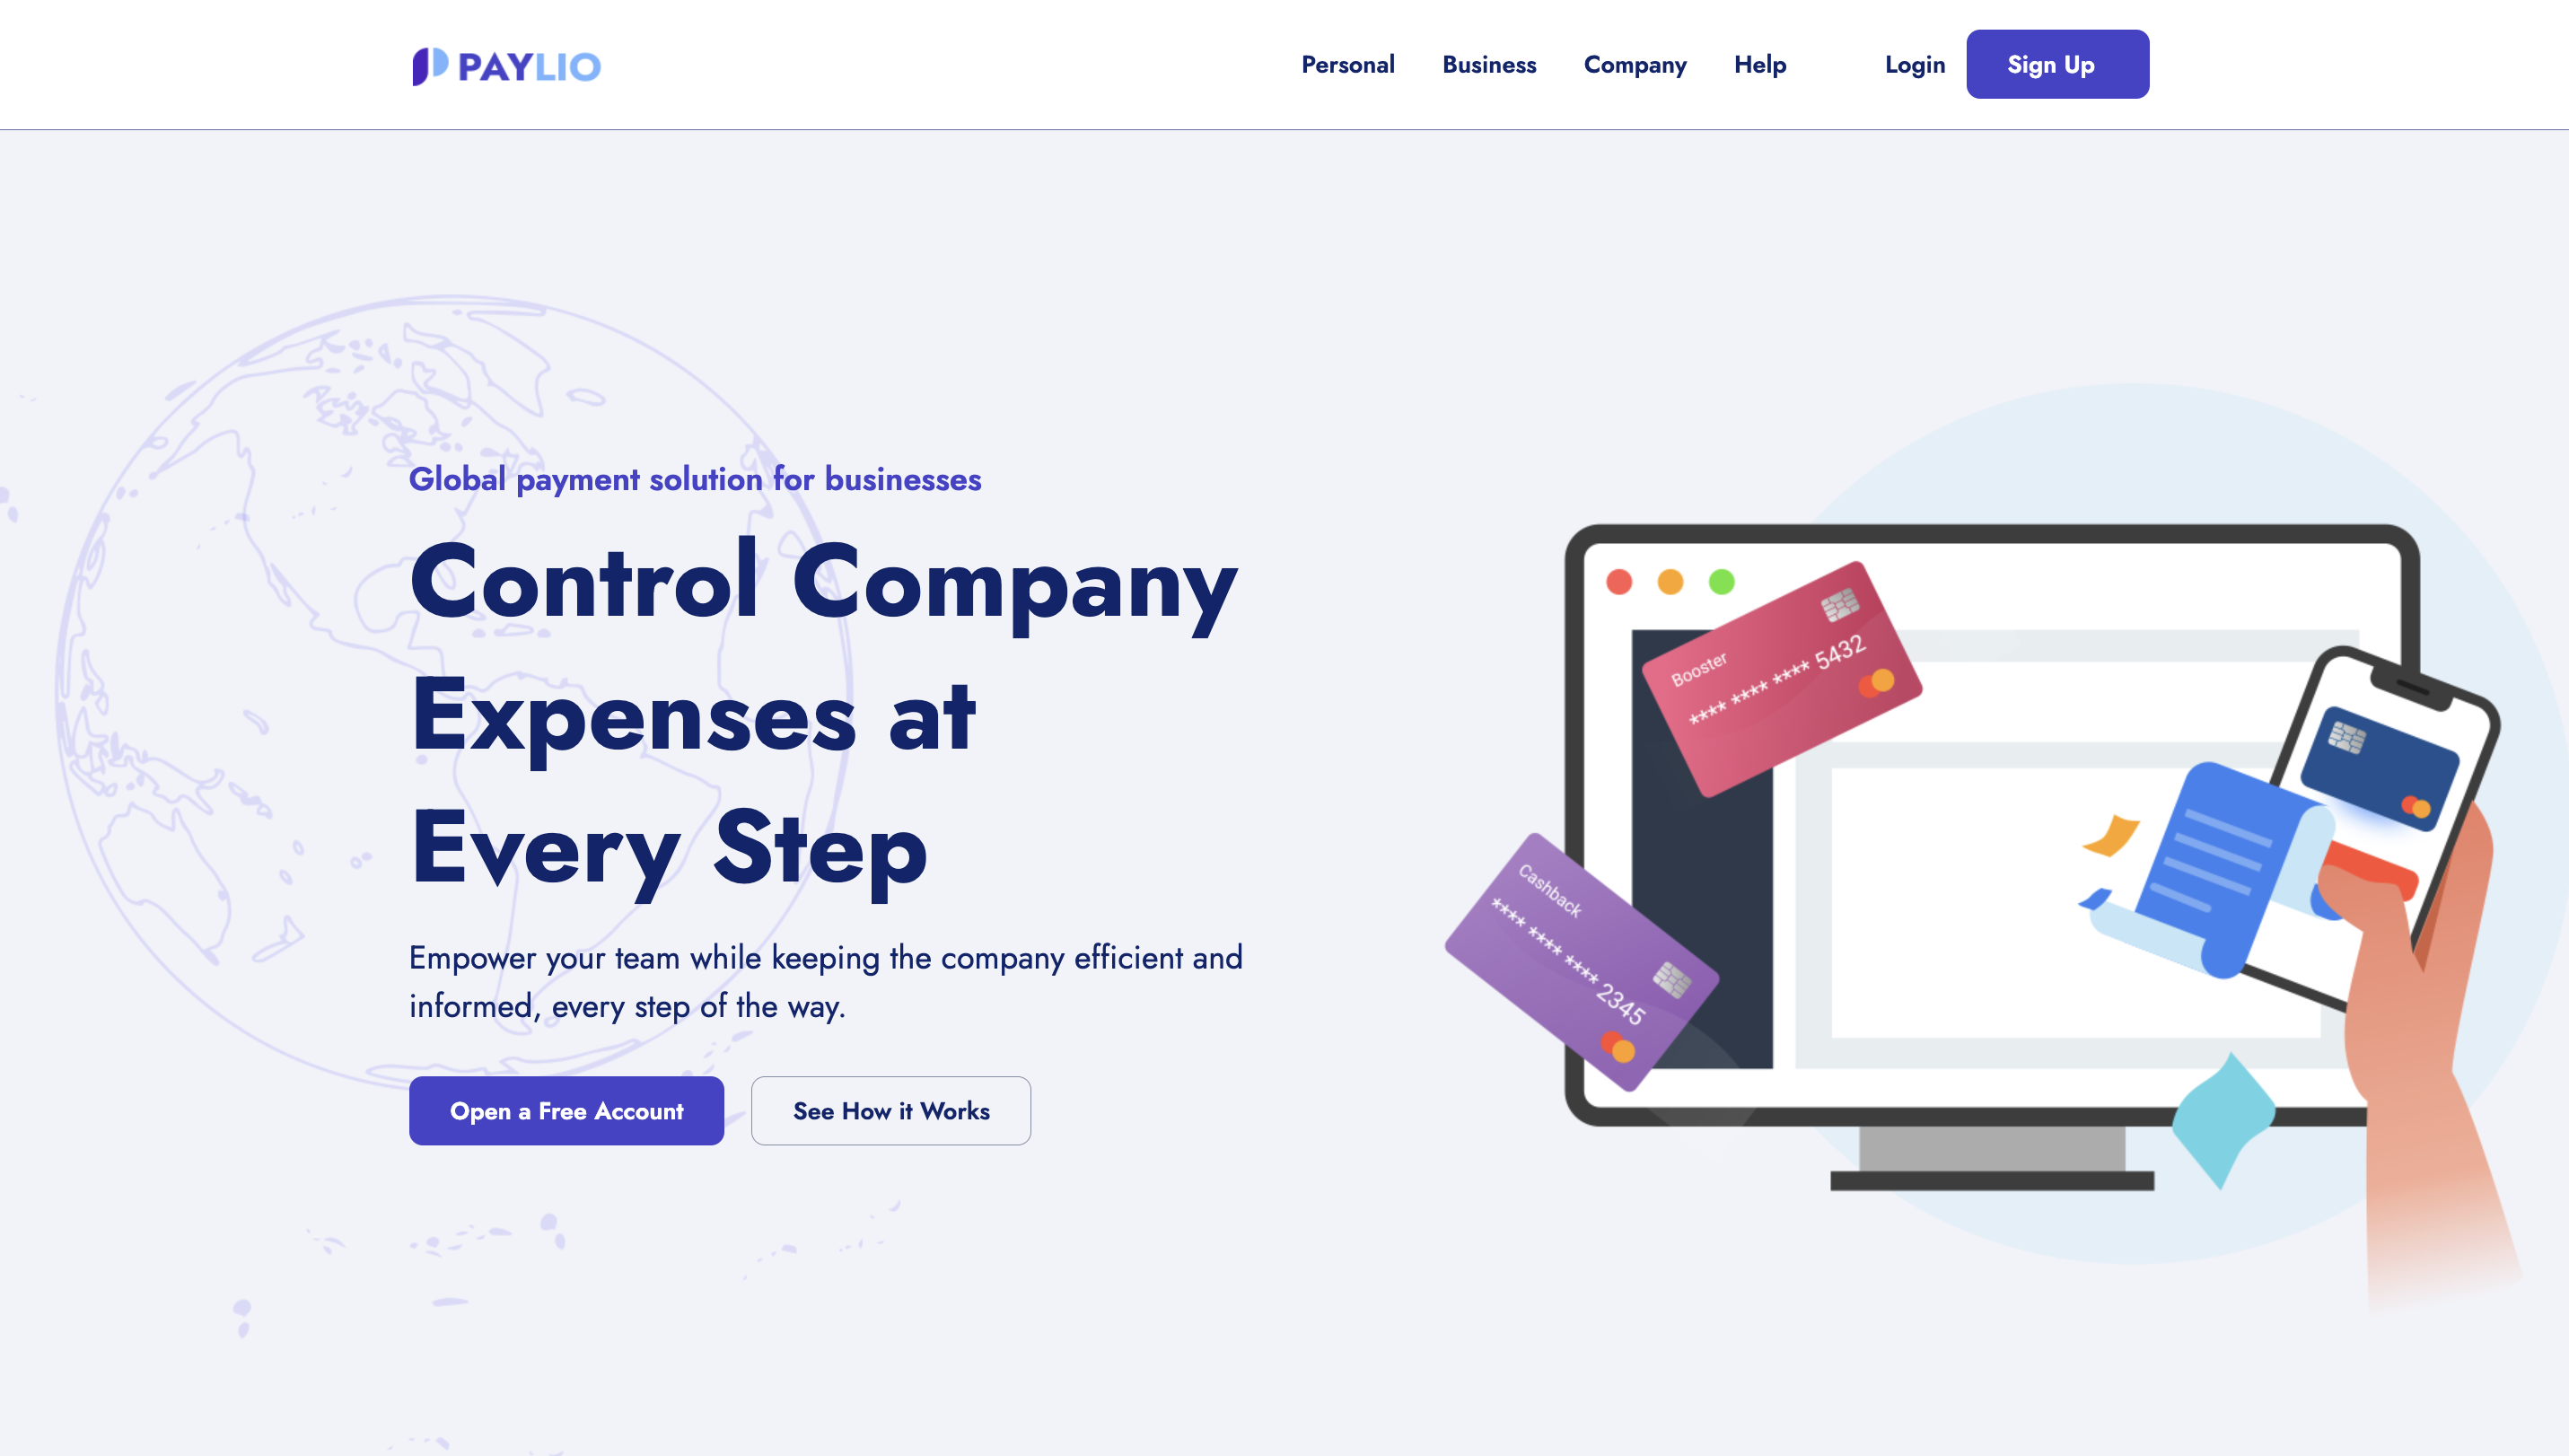 PAYLIO
Personal Business Company Help Login Sign Up
Global payment solution for businesses
Control Company
Expenses at
Every Step
Empower your team while keeping the company efficient and
informed, every step of the way.
Open a Free Account See How it Works
Booster
**** **** **** 5432
Cashback
**** **** **** 2345